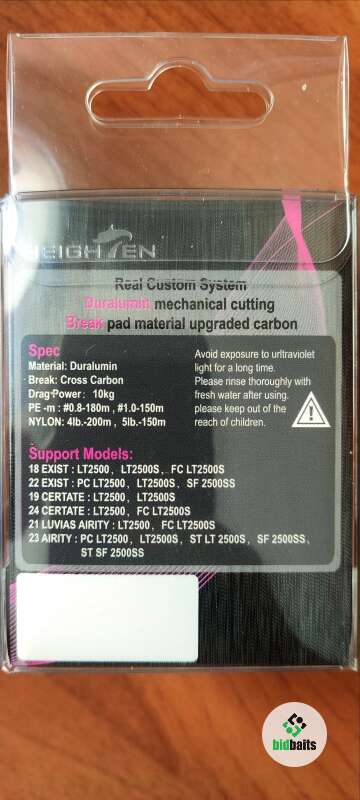 Real Custom System
Duralumin mechanical cutting
Break pad material upgraded carbon
Spec
Material: Duralumin
Break: Cross Carbon
Drag-Power: 10kg
PE -m : #0.8-180m , #1.0-150m
NYLON: 4lb.-200m , 5lb.-150m
Avoid exposure to urltraviolet
light for a long time.
Please rinse thoroughly with
fresh water after using.
please keep out of the
reach of children.
Support Models:
18 EXIST : LT2500、LT2500S、FC LT2500S
22 EXIST : PC LT2500、LT2500S、SF 2500SS
19 CERTATE : LT2500、LT2500S
24 CERTATE : LT2500、FC LT2500S
21 LUVIAS AIRITY : LT2500、FC LT2500S
23 AIRITY : PC LT2500、LT2500S、ST LT 2500S、SF 2500SS、
ST SF 2500SS
bidbaits